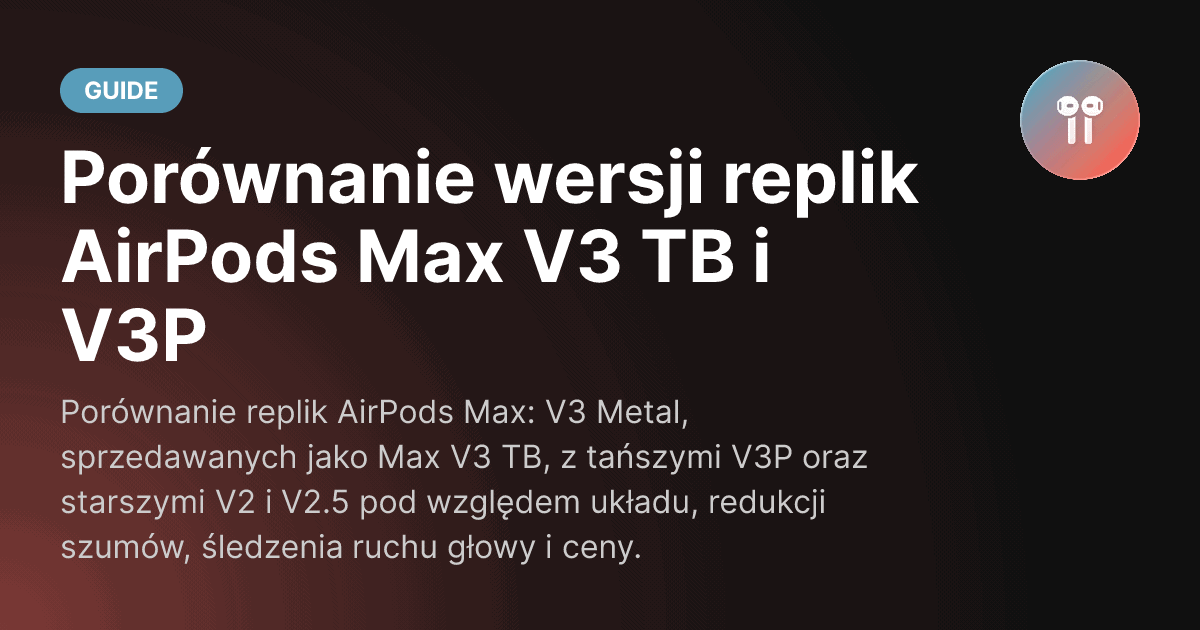 GUIDE
Porównanie wersji replik
AirPods Max V3 TB i
V3P
Porównanie replik AirPods Max: V3 Metal,
sprzedawanych jako Max V3 TB, z tańszymi V3P oraz
starszymi V2 i V2.5 pod względem układu, redukcji
szumów, śledzenia ruchu głowy i ceny.